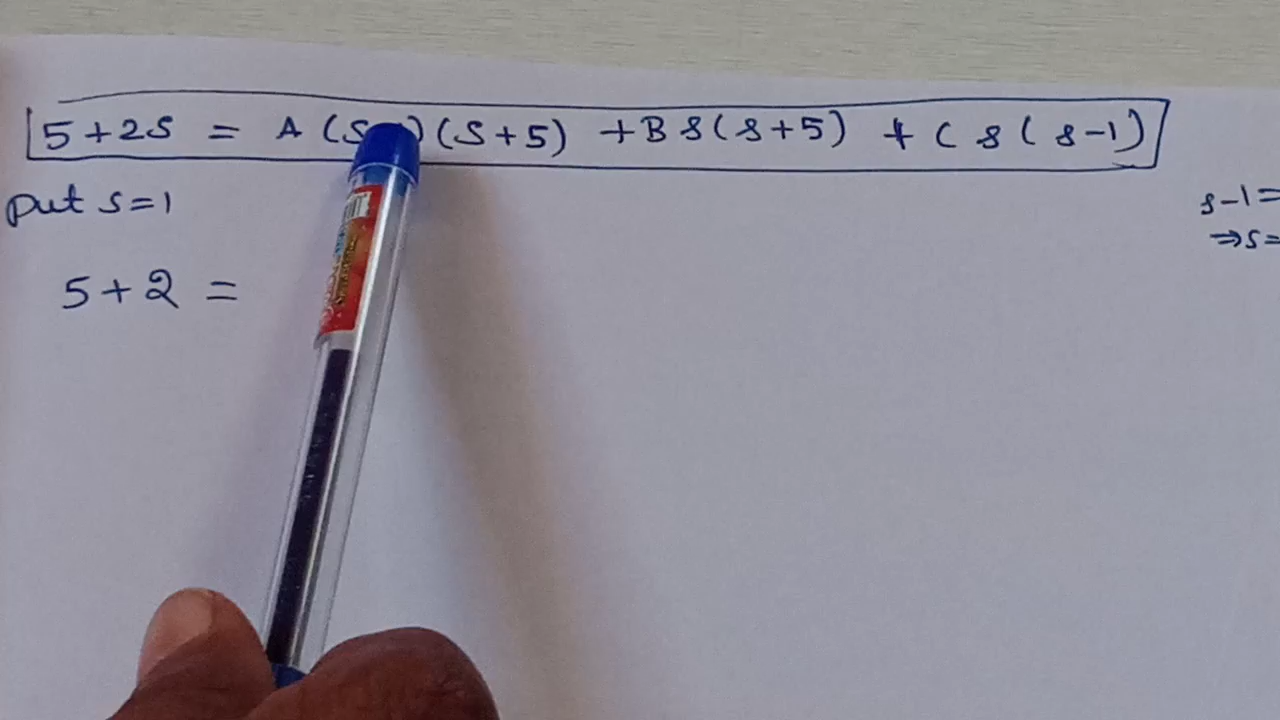 5+2s = A (s )(s+5) +B s(s+5) + C s(s-1)
put s=1
s-1=
⇒s=
5+2 =